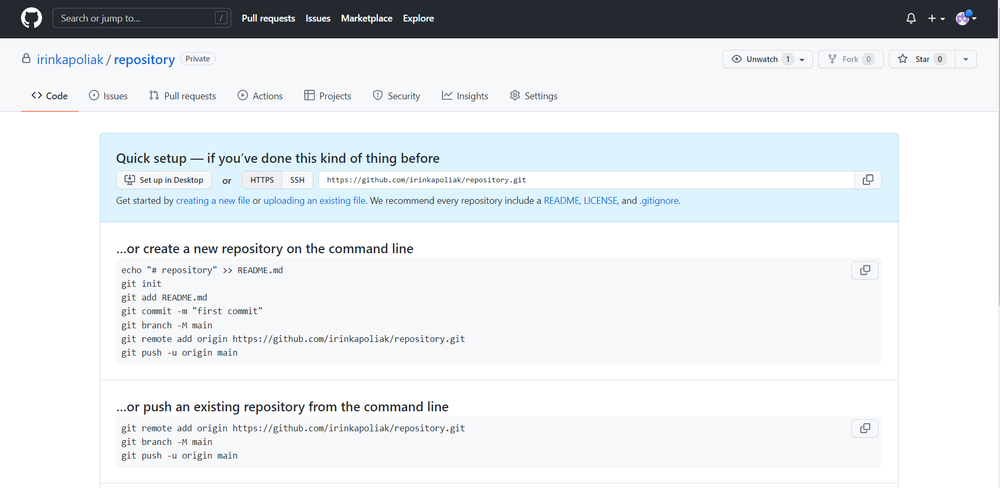 Search or jump to... /
Pull requests Issues Marketplace Explore
irinkapoliak / repository Private
Unwatch 1 Fork 0 Star 0
Code Issues Pull requests Actions Projects Security Insights Settings
Quick setup — if you’ve done this kind of thing before
Set up in Desktop or HTTPS SSH https://github.com/irinkapoliak/repository.git
Get started by creating a new file or uploading an existing file. We recommend every repository include a README, LICENSE, and .gitignore.
...or create a new repository on the command line
echo "# repository" >> README.md
git init
git add README.md
git commit -m "first commit"
git branch -M main
git remote add origin https://github.com/irinkapoliak/repository.git
git push -u origin main
...or push an existing repository from the command line
git remote add origin https://github.com/irinkapoliak/repository.git
git branch -M main
git push -u origin main